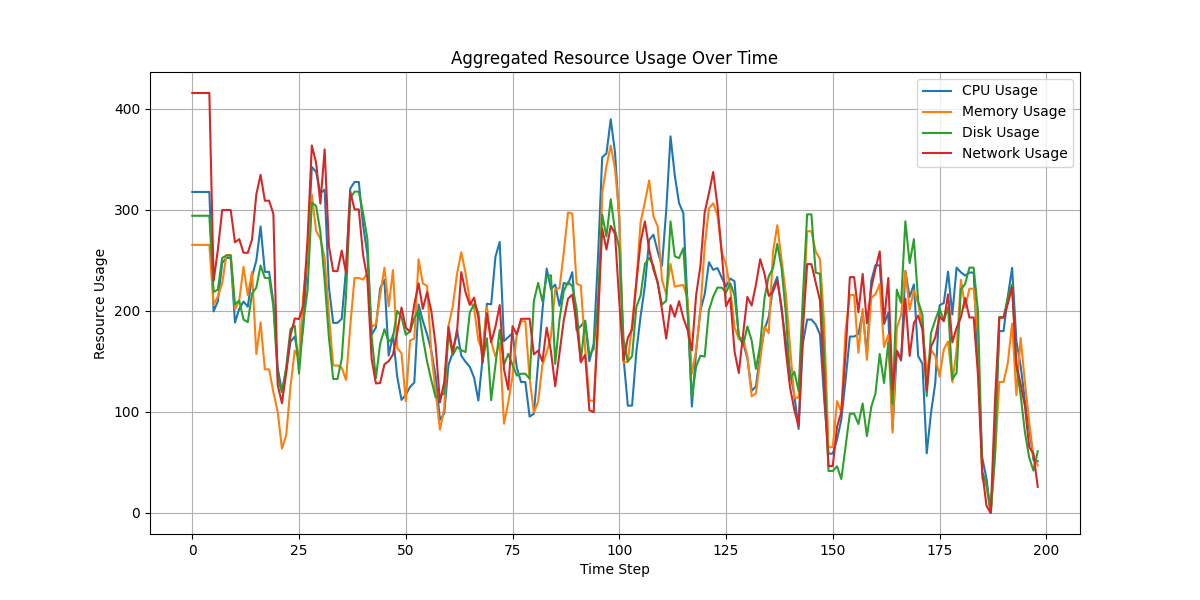 Aggregated Resource Usage Over Time
CPU Usage
Memory Usage
Disk Usage
Network Usage
Resource Usage
400
300
200
100
0
0 25 50 75 100 125 150 175 200
Time Step